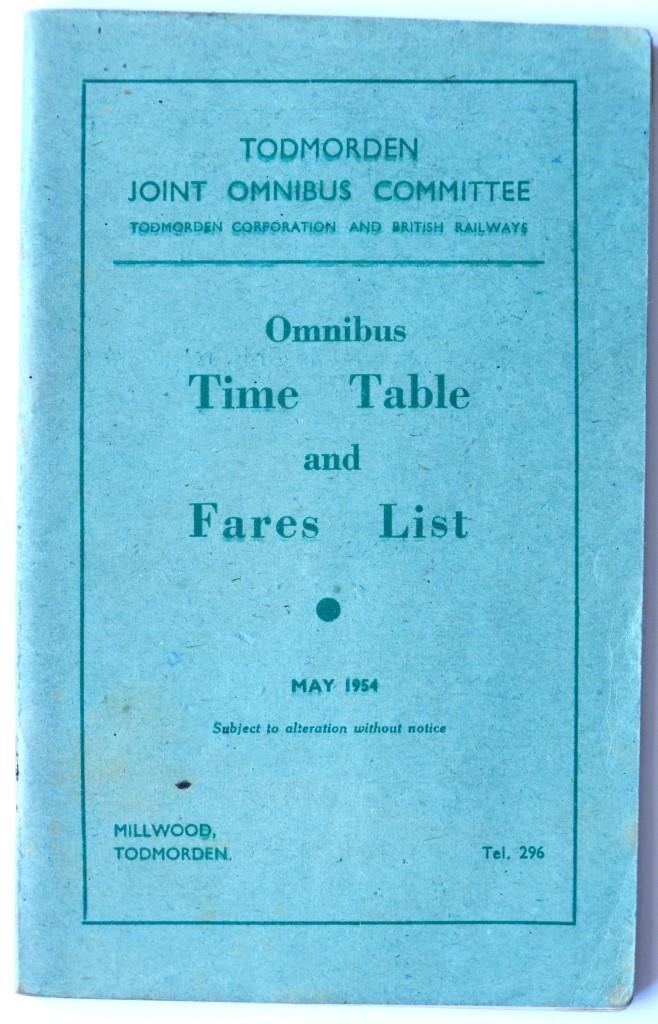 TODMORDEN
JOINT OMNIBUS COMMITTEE
TODMORDEN CORPORATION AND BRITISH RAILWAYS
Omnibus
Time Table
and
Fares List
MAY 1954
Subject to alteration without notice
MILLWOOD,
TODMORDEN.
Tel. 296